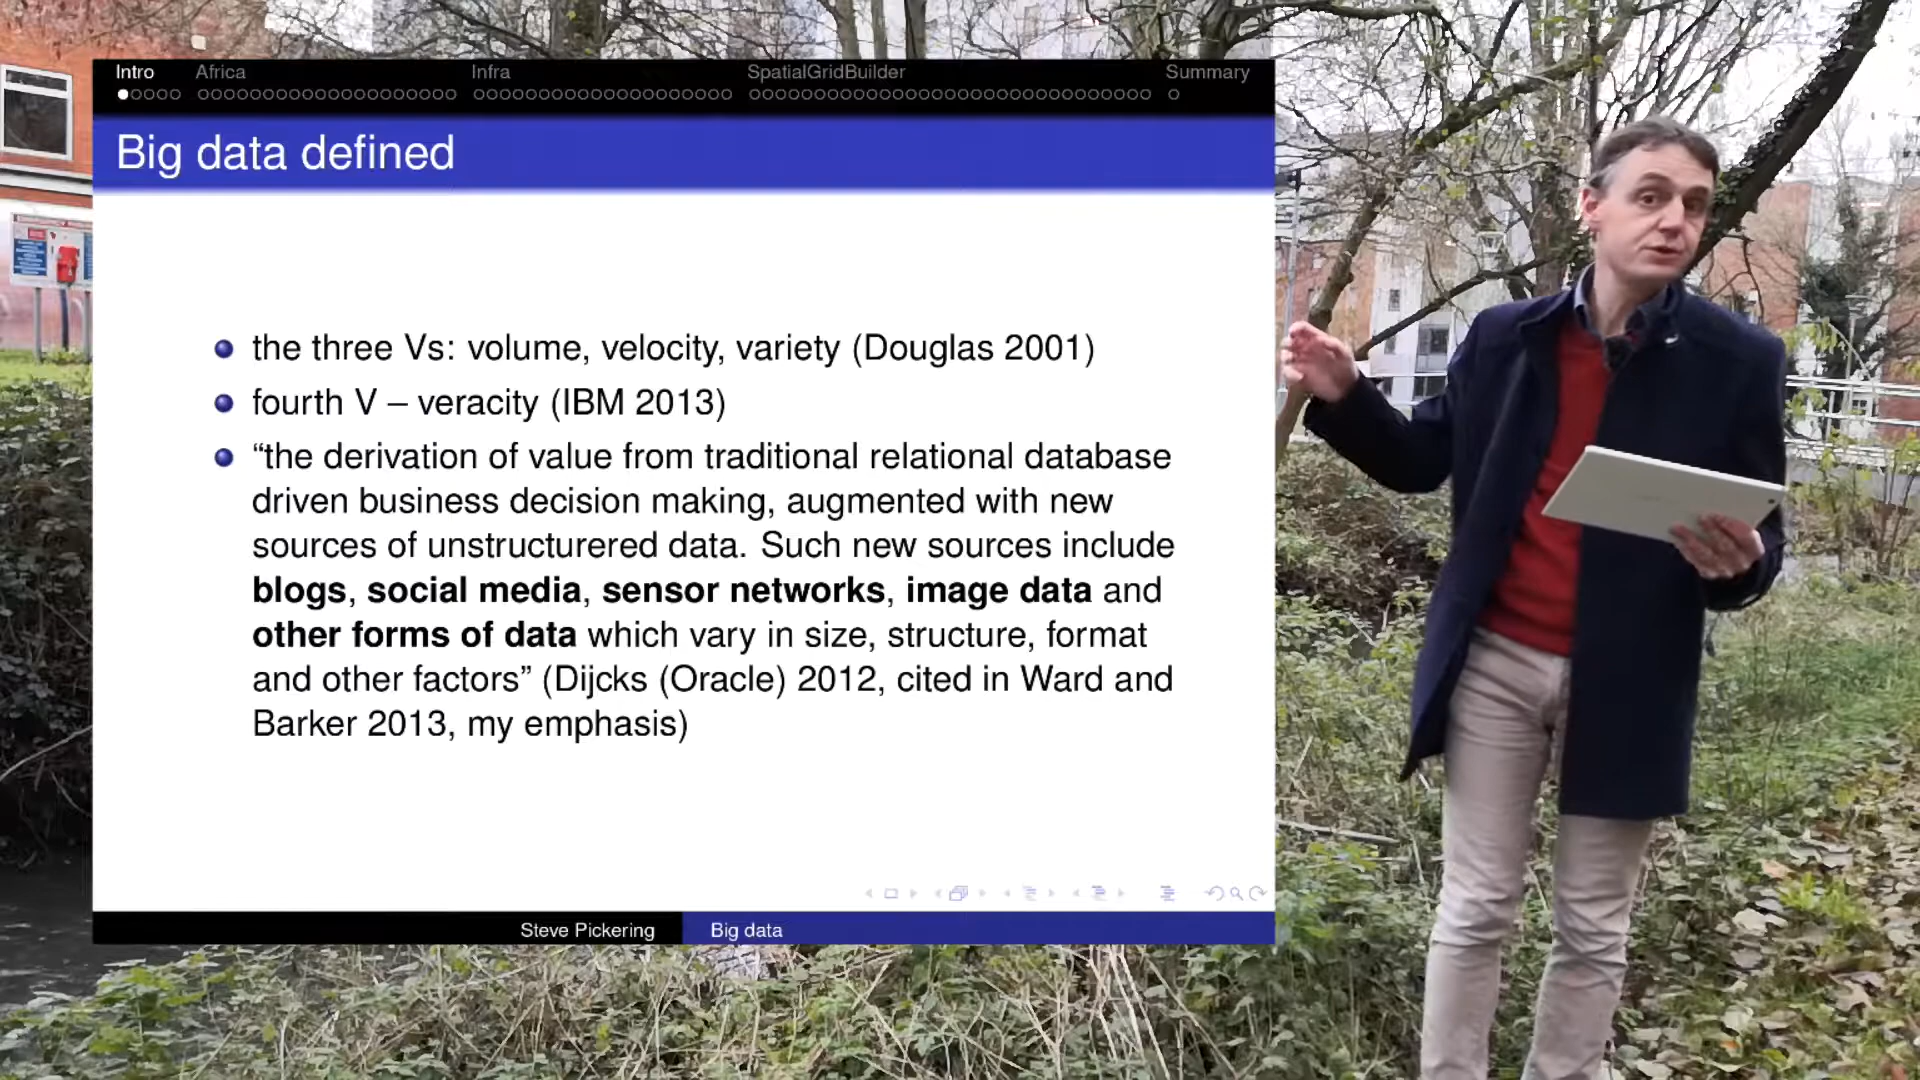 Intro Africa Infra SpatialGridBuilder Summary
Big data defined
the three Vs: volume, velocity, variety (Douglas 2001)
fourth V – veracity (IBM 2013)
“the derivation of value from traditional relational database
driven business decision making, augmented with new
sources of unstructurered data. Such new sources include
blogs, social media, sensor networks, image data and
other forms of data which vary in size, structure, format
and other factors” (Dijcks (Oracle) 2012, cited in Ward and
Barker 2013, my emphasis)
Steve Pickering Big data